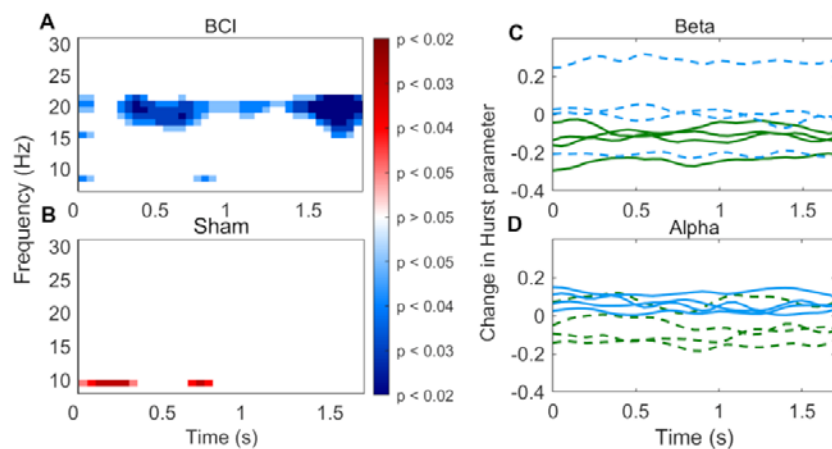 A
BCI
30
25
20
15
10
0.5
1
1.5
B
Sham
30
25
20
15
10
0
0.5
1
1.5
Time (s)
Frequency (Hz)
p < 0.02
p < 0.03
p < 0.04
p < 0.05
p > 0.05
p < 0.05
p < 0.04
p < 0.03
p < 0.02
C
Beta
0.2
0
-0.2
-0.4
0
0.5
1
1.5
D
Alpha
0.2
0
-0.2
-0.4
0
0.5
1
1.5
Time (s)
Change in Hurst parameter